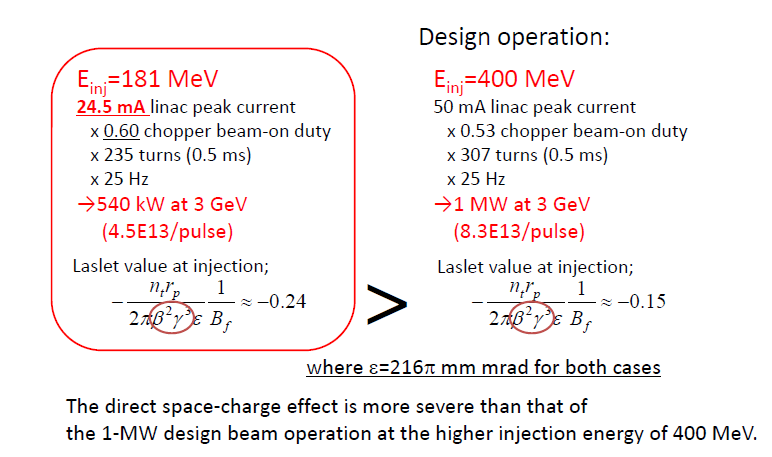 Design operation:
E_inj=181 MeV
24.5 mA linac peak current
x 0.60 chopper beam-on duty
x 235 turns (0.5 ms)
x 25 Hz
→540 kW at 3 GeV
(4.5E13/pulse)
Laslet value at injection;
− n_t r_p / 2πβ²γ³ε 1 / B_f ≈ −0.24
>
E_inj=400 MeV
50 mA linac peak current
x 0.53 chopper beam-on duty
x 307 turns (0.5 ms)
x 25 Hz
→1 MW at 3 GeV
(8.3E13/pulse)
Laslet value at injection;
− n_t r_p / 2πβ²γ³ε 1 / B_f ≈ −0.15
where ε=216π mm mrad for both cases
The direct space-charge effect is more severe than that of
the 1-MW design beam operation at the higher injection energy of 400 MeV.